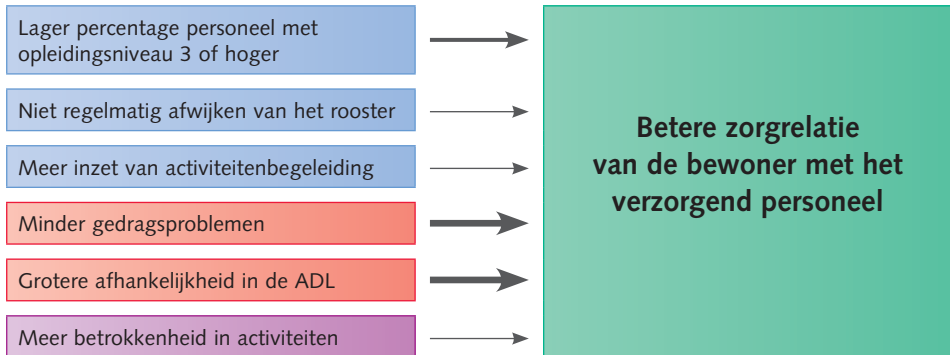 Lager percentage personeel met
opleidingsniveau 3 of hoger
Niet regelmatig afwijken van het rooster
Meer inzet van activiteitenbegeleiding
Minder gedragsproblemen
Grotere afhankelijkheid in de ADL
Meer betrokkenheid in activiteiten
Betere zorgrelatie
van de bewoner met het
verzorgend personeel